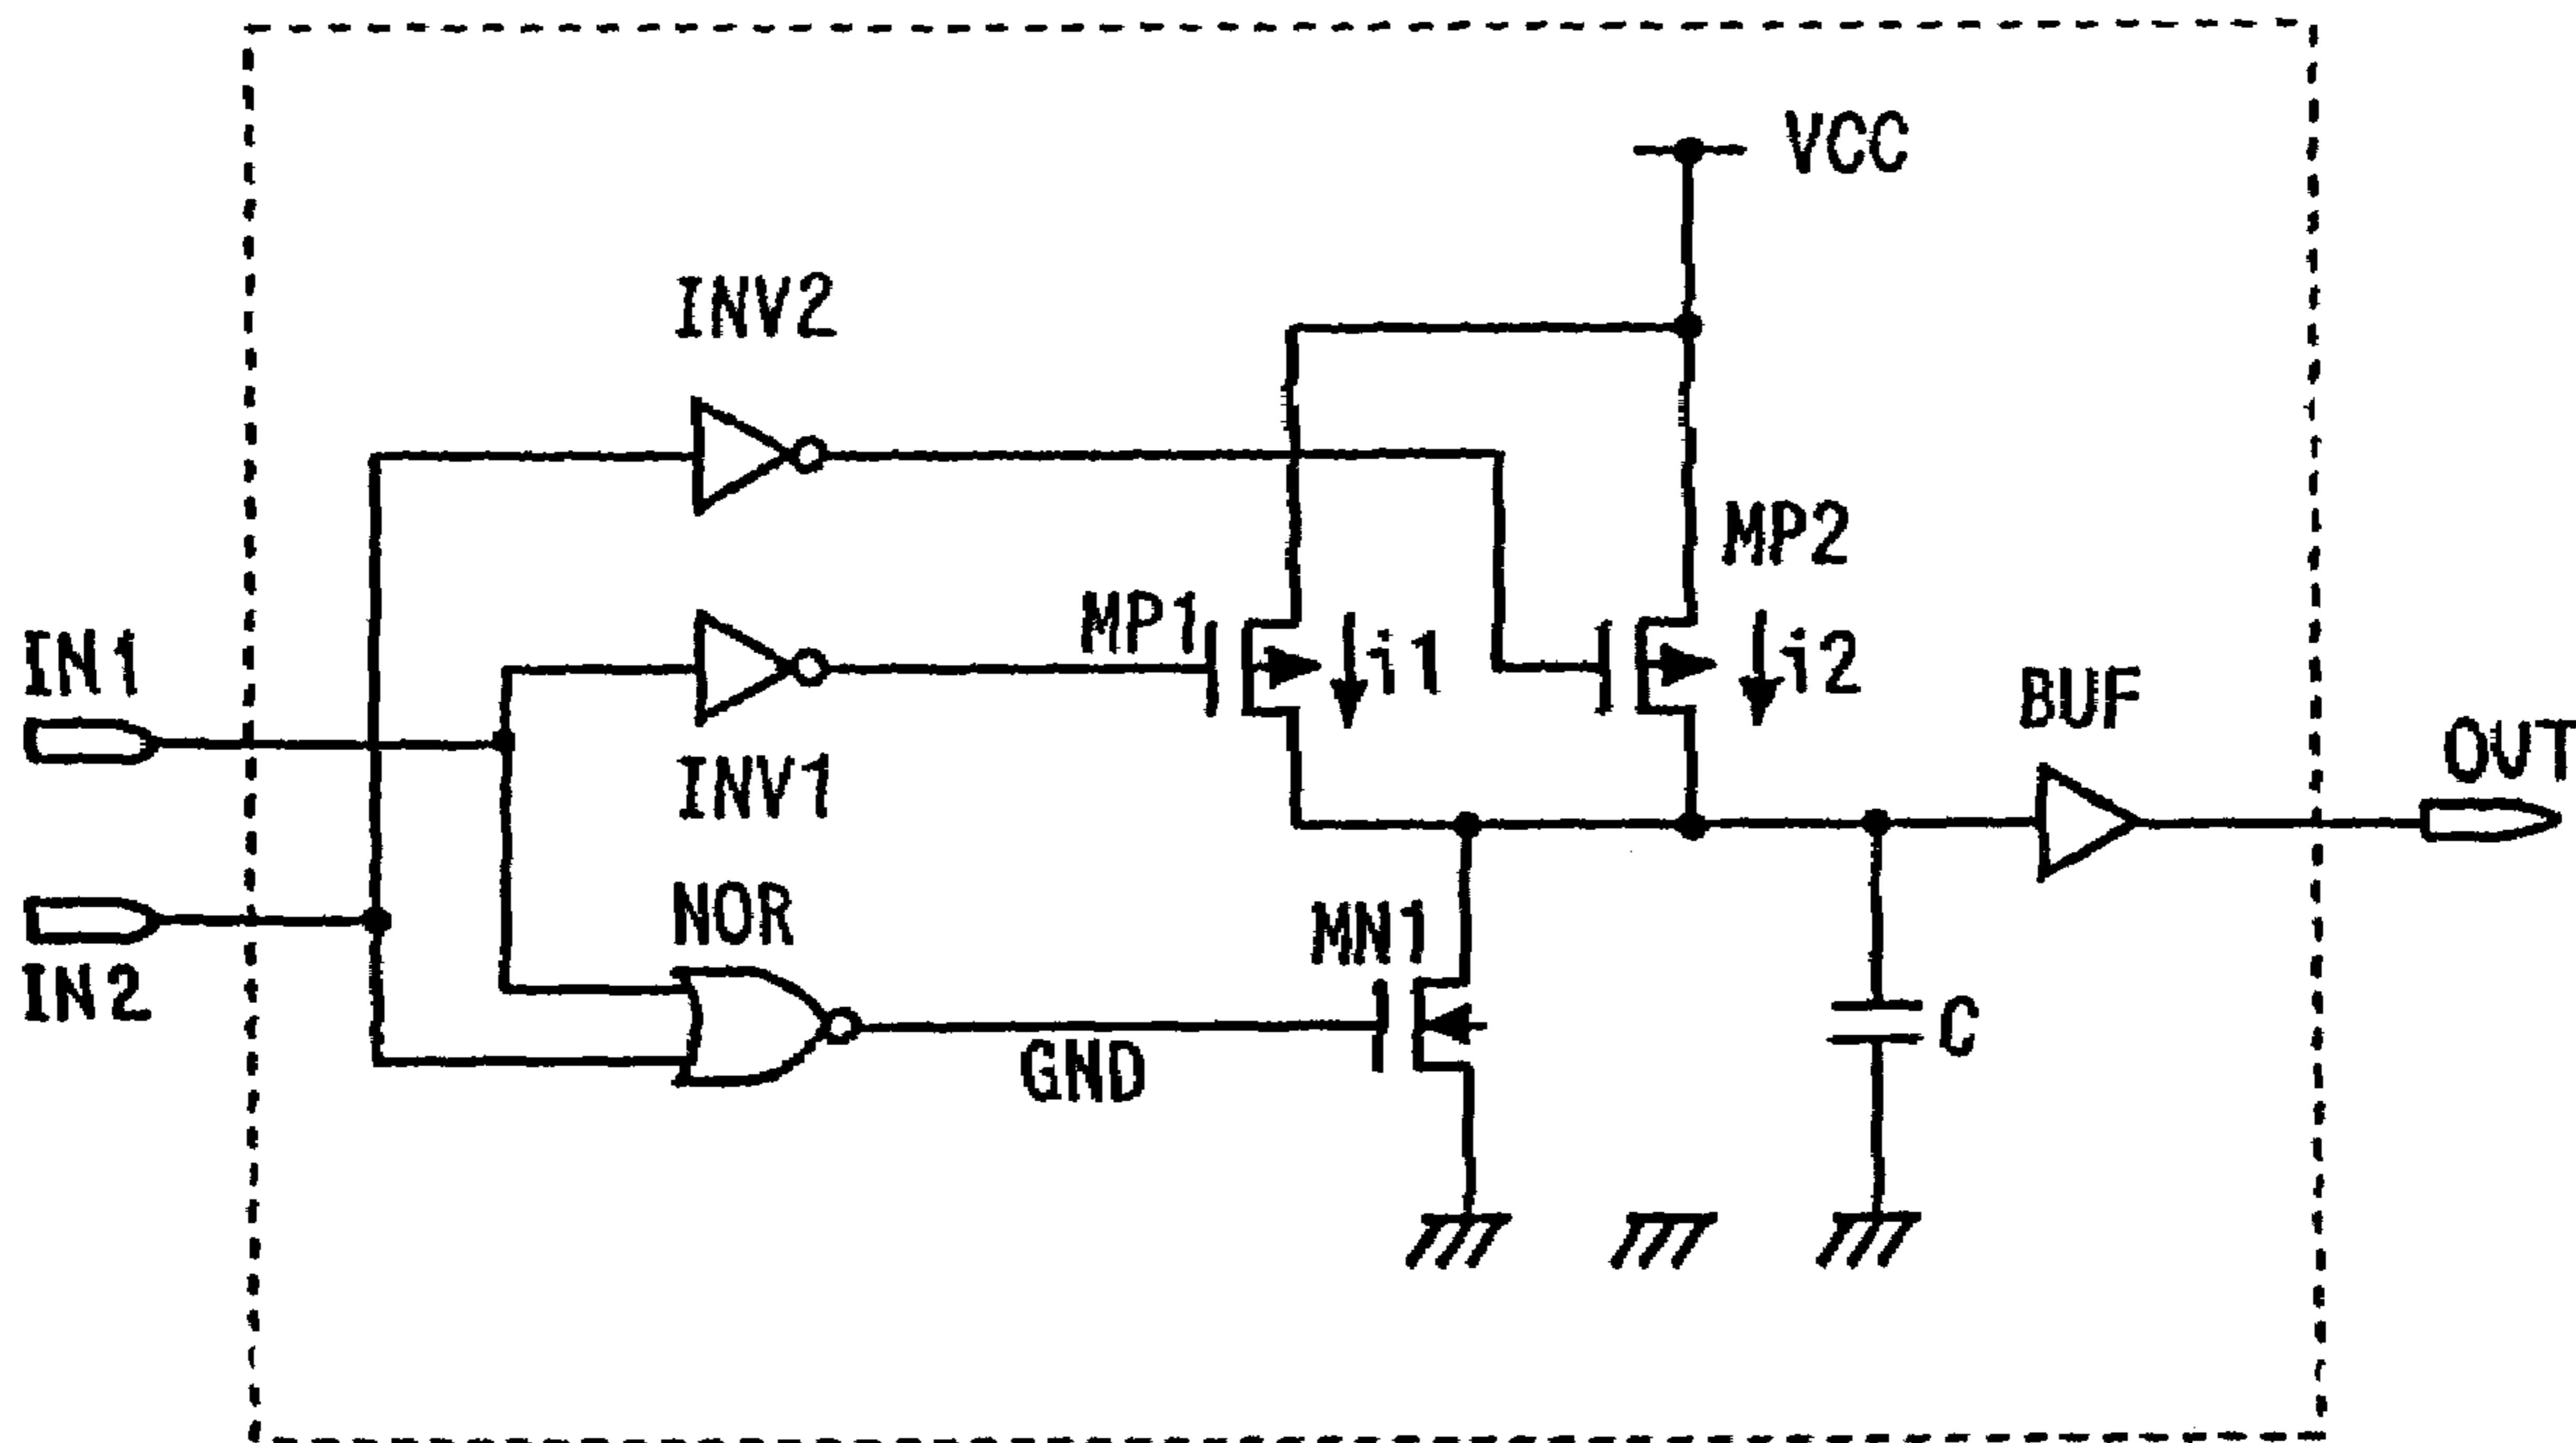 VCC
INV2
MP2
MP1
i1
i2
IN1
BUF
OUT
INV1
NOR
MN1
IN2
C
GND